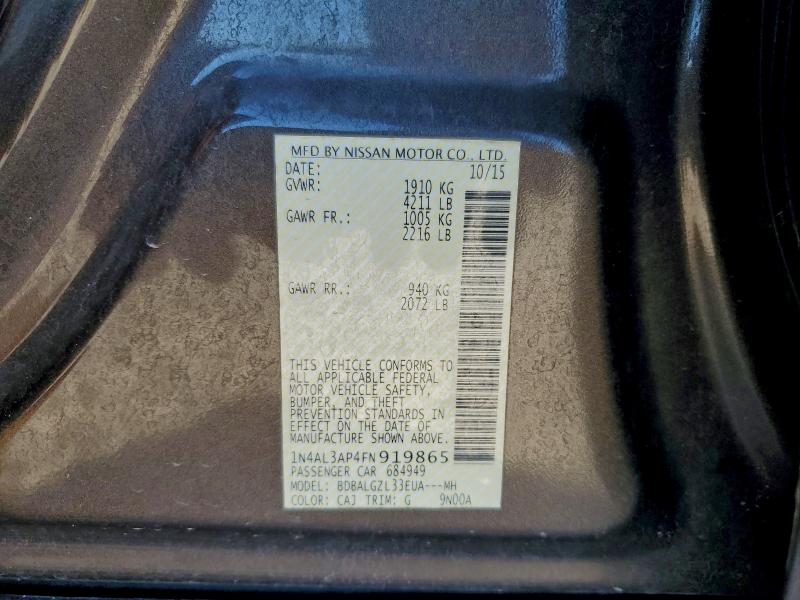 MFD BY NISSAN MOTOR CO., LTD.
DATE: 10/15
GVWR: 1910 KG
4211 LB
GAWR FR.: 1005 KG
2216 LB
GAWR RR.: 940 KG
2072 LB
THIS VEHICLE CONFORMS TO
ALL APPLICABLE FEDERAL
MOTOR VEHICLE SAFETY,
BUMPER, AND THEFT
PREVENTION STANDARDS IN
EFFECT ON THE DATE OF
MANUFACTURE SHOWN ABOVE.
1N4AL3AP4FN919865
PASSENGER CAR 684949
MODEL: BDBALGZL33EUA---MH
COLOR: CAJ TRIM: G 9N00A